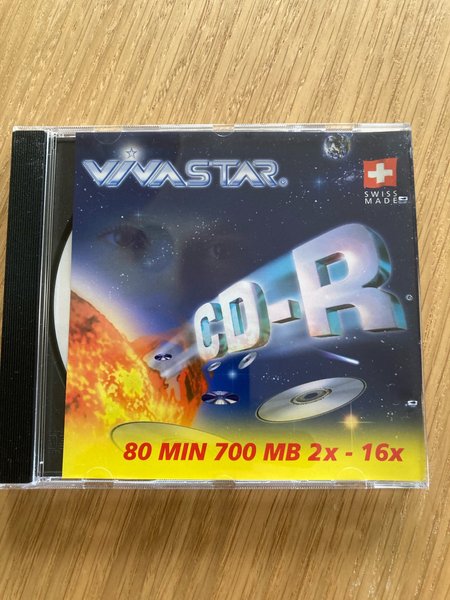 VIVASTAR®
SWISS
MADE
CD-R
80 MIN 700 MB 2x - 16x